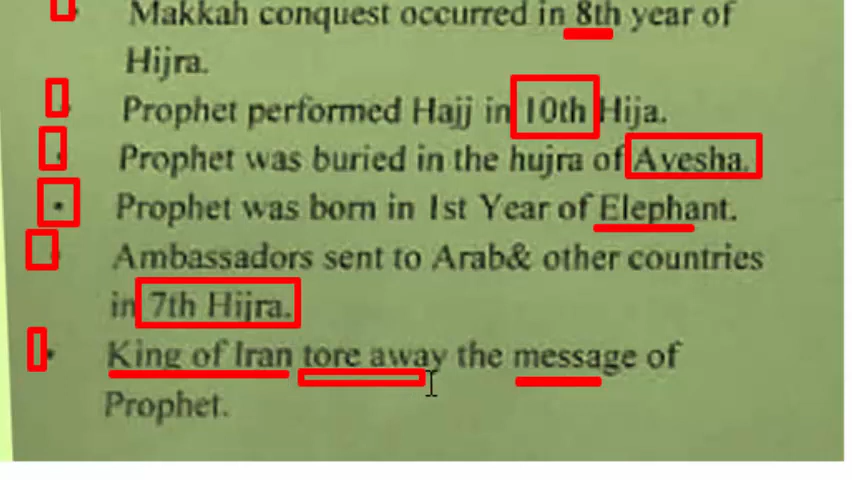 Makkah conquest occurred in 8th year of
Hijra.
• Prophet performed Hajj in 10th Hija.
• Prophet was buried in the hujra of Ayesha.
• Prophet was born in 1st Year of Elephant.
Ambassadors sent to Arab& other countries
in 7th Hijra.
• King of Iran tore away the message of
Prophet.